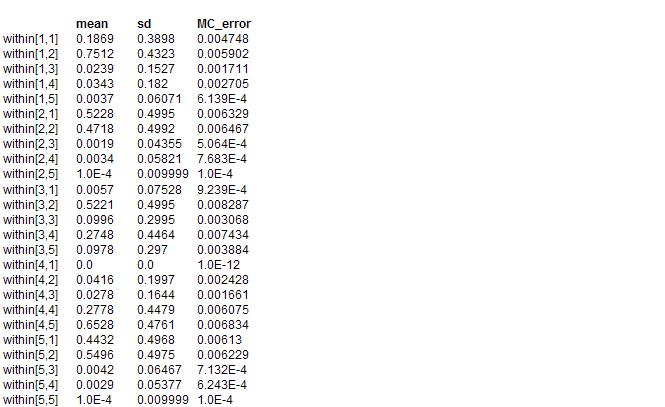 mean sd MC_error
within[1,1] 0.1869 0.3898 0.004748
within[1,2] 0.7512 0.4323 0.005902
within[1,3] 0.0239 0.1527 0.001711
within[1,4] 0.0343 0.182 0.002705
within[1,5] 0.0037 0.06071 6.139E-4
within[2,1] 0.5228 0.4995 0.006329
within[2,2] 0.4718 0.4992 0.006467
within[2,3] 0.0019 0.04355 5.064E-4
within[2,4] 0.0034 0.05821 7.683E-4
within[2,5] 1.0E-4 0.009999 1.0E-4
within[3,1] 0.0057 0.07528 9.239E-4
within[3,2] 0.5221 0.4995 0.008287
within[3,3] 0.0996 0.2995 0.003068
within[3,4] 0.2748 0.4464 0.007434
within[3,5] 0.0978 0.297 0.003884
within[4,1] 0.0 0.0 1.0E-12
within[4,2] 0.0416 0.1997 0.002428
within[4,3] 0.0278 0.1644 0.001661
within[4,4] 0.2778 0.4479 0.006075
within[4,5] 0.6528 0.4761 0.006834
within[5,1] 0.4432 0.4968 0.00613
within[5,2] 0.5496 0.4975 0.006229
within[5,3] 0.0042 0.06467 7.132E-4
within[5,4] 0.0029 0.05377 6.243E-4
within[5,5] 1.0E-4 0.009999 1.0E-4